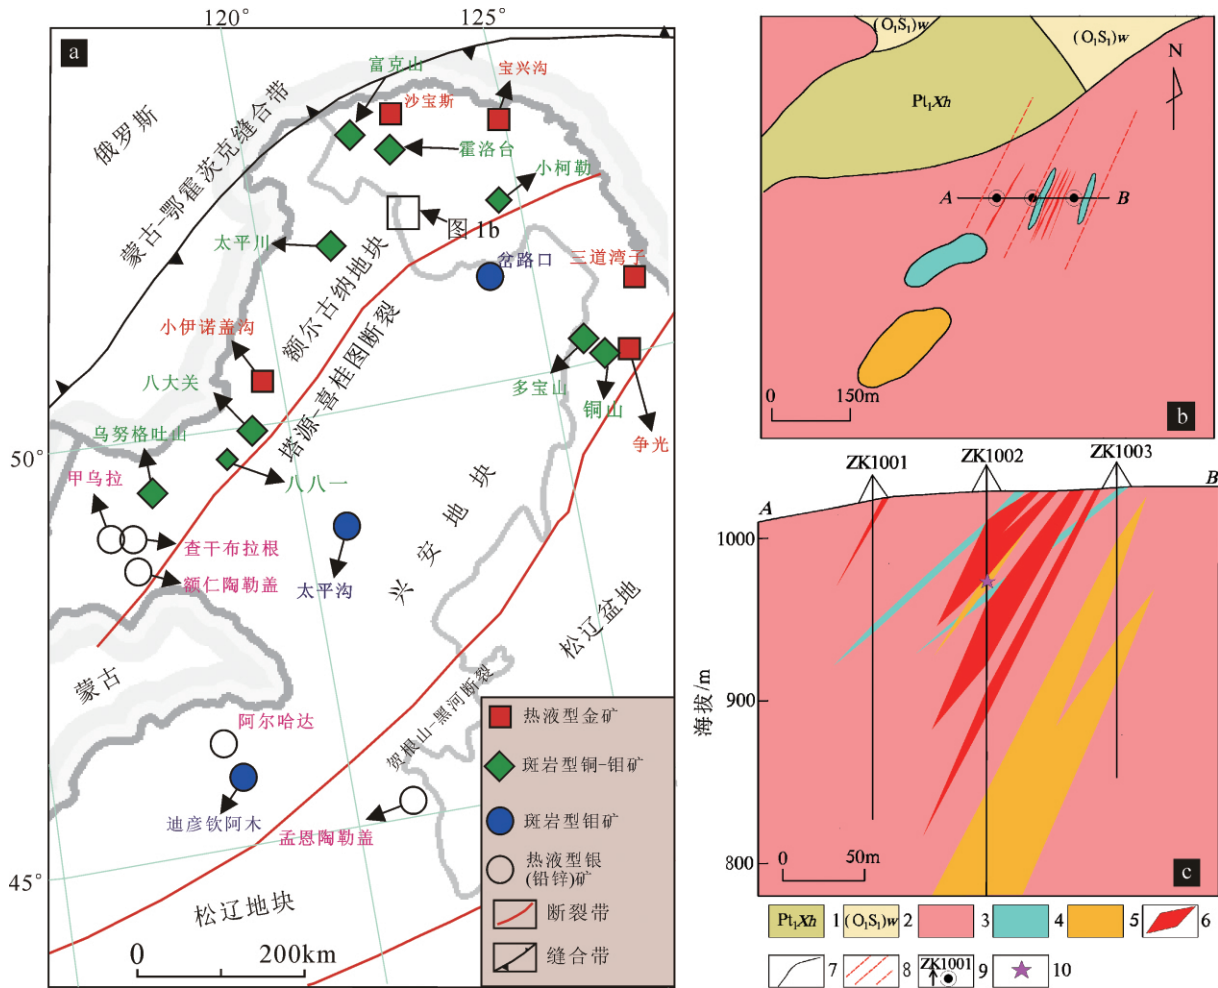 120°
125°
a
俄罗斯
蒙古-鄂霍茨克缝合带
富克山
沙宝斯
宝兴沟
霍洛台
小柯勒
图 1b
太平川
岔路口
三道湾子
额尔古纳地块
塔源-喜桂图断裂
小伊诺盖沟
八大关
多宝山
铜山
争光
50°
乌努格吐山
甲乌拉
八八一
查干布拉根
额仁陶勒盖
太平沟
兴安地块
松辽盆地
蒙古
贺根山-黑河断裂
阿尔哈达
迪彦钦阿木
孟恩陶勒盖
45°
松辽地块
0
200km
热液型金矿
斑岩型铜-钼矿
斑岩型钼矿
热液型银
(铅锌)矿
断裂带
缝合带
(O₁S₁)w
(O₁S₁)w
N
Pt₁Xh
A
B
0
150m
b
ZK1001
ZK1002
ZK1003
A
B
1000
900
800
海拔/m
0
50m
c
Pt₁Xh 1
(O₁S₁)w 2
3
4
5
6
7
8
ZK1001 9
10